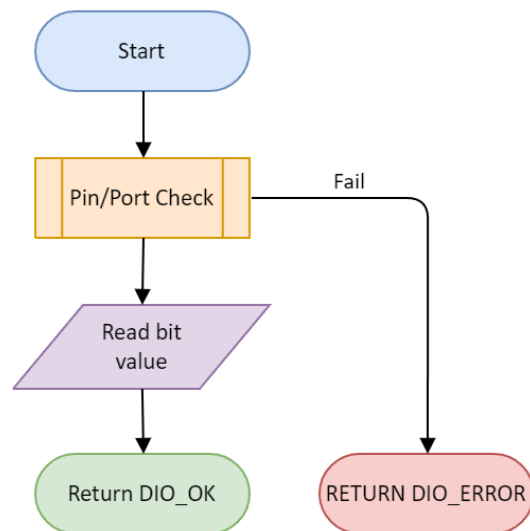 Start
Pin/Port Check
Fail
Read bit
value
Return DIO_OK
RETURN DIO_ERROR